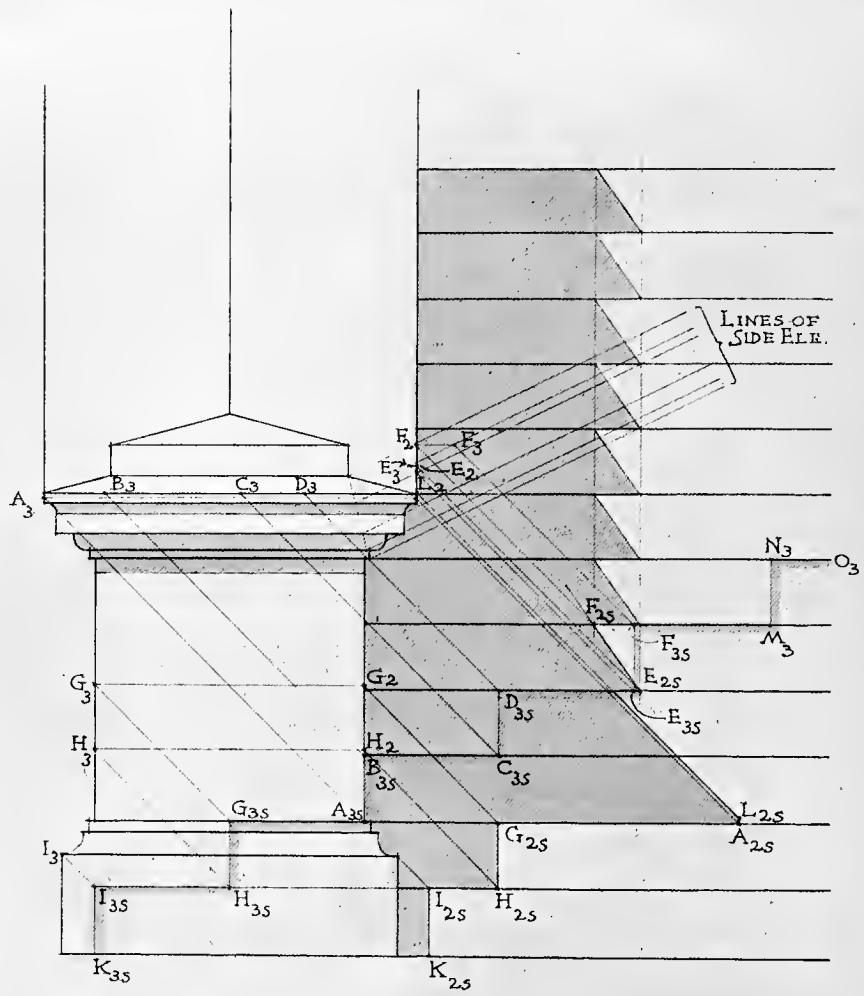 LINES OF
SIDE ELE.
F2 F3
E3 E2
A3 B3 C3 D3 L2
N3 O3
F2S F3S M3
G3 G2 D3S E2S
E3S
H3 H2
B3S C3S
G3S A3S G2S L2S
A2S
I3
I3S H3S I2S H2S
K3S K2S